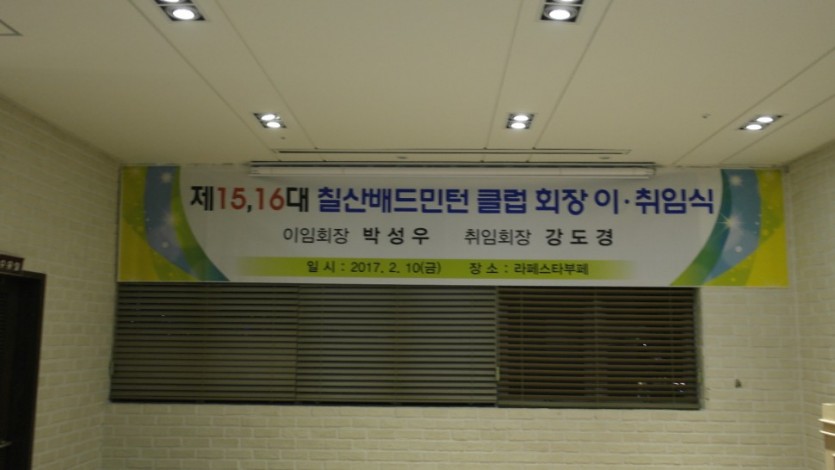 제15,16대 칠산배드민턴 클럽 회장 이·취임식
이임회장 박성우 취임회장 강도경
일시 : 2017. 2. 10(금) 장소 : 라페스타부페